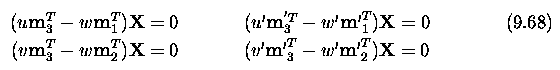 (u𝐦₃ᵀ − w𝐦₁ᵀ)𝐗 = 0 (u′𝐦′₃ᵀ − w′𝐦′₁ᵀ)𝐗 = 0 (9.68)
(v𝐦₃ᵀ − w𝐦₂ᵀ)𝐗 = 0 (v′𝐦′₃ᵀ − w′𝐦′₂ᵀ)𝐗 = 0